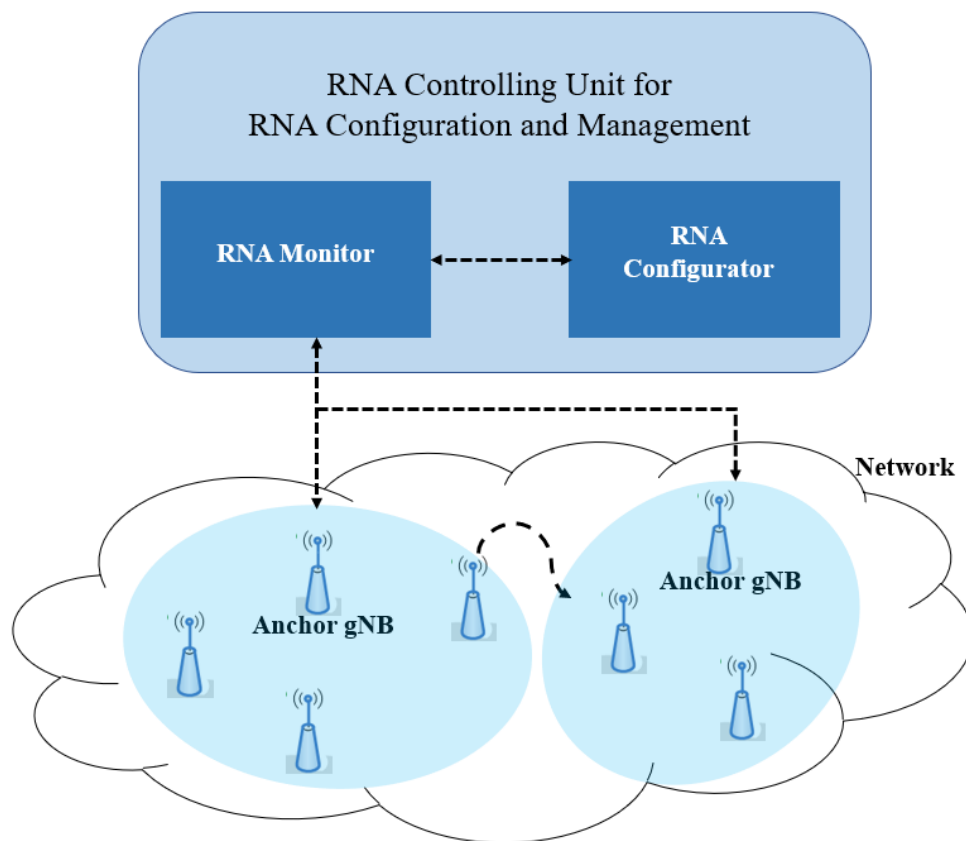 RNA Controlling Unit for
RNA Configuration and Management
RNA Monitor
RNA
Configurator
Network
Anchor gNB
Anchor gNB